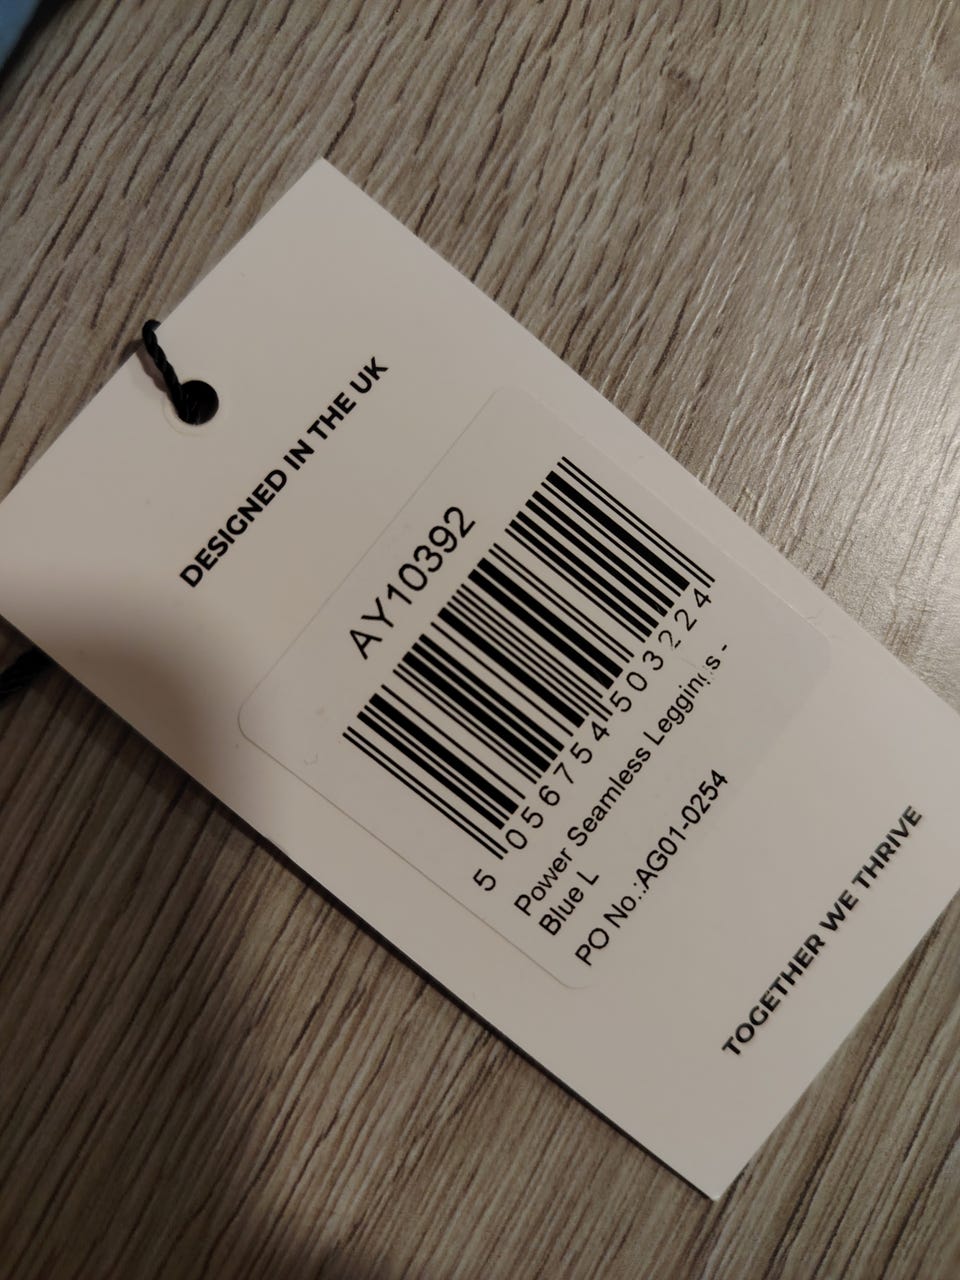 DESIGNED IN THE UK
AY10392
5 056754 503224
Power Seamless Leggings -
Blue L
PO No.:AG01-0254
TOGETHER WE THRIVE